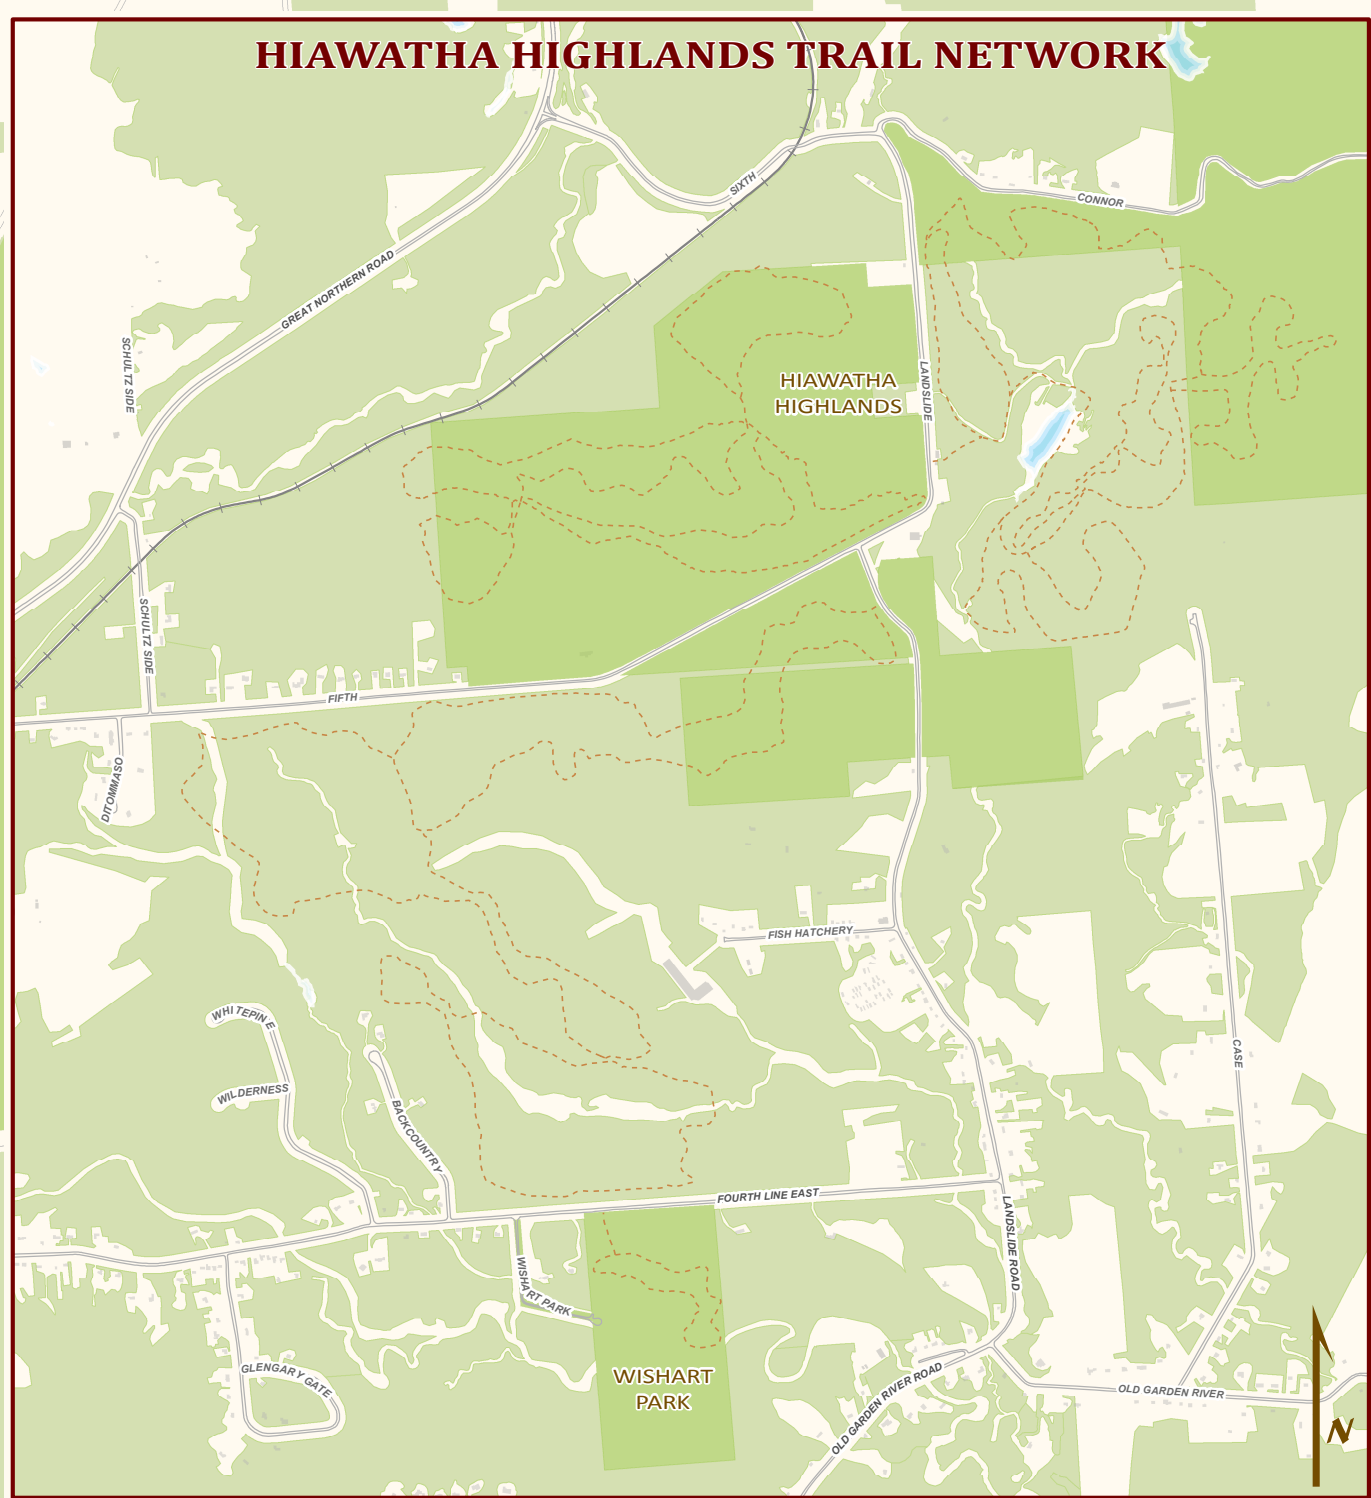 HIAWATHA HIGHLANDS TRAIL NETWORK
SIXTH
CONNOR
GREAT NORTHERN ROAD
SCHULTZ SIDE
LANDSLIDE
HIAWATHA
HIGHLANDS
SCHULTZ SIDE
FIFTH
DITOMMASO
FISH HATCHERY
WHITEPINE
CASE
WILDERNESS
BACKCOUNTRY
FOURTH LINE EAST
LANDSLIDE ROAD
WISHART PARK
GLENGARY GATE
WISHART
PARK
OLD GARDEN RIVER ROAD
OLD GARDEN RIVER
N